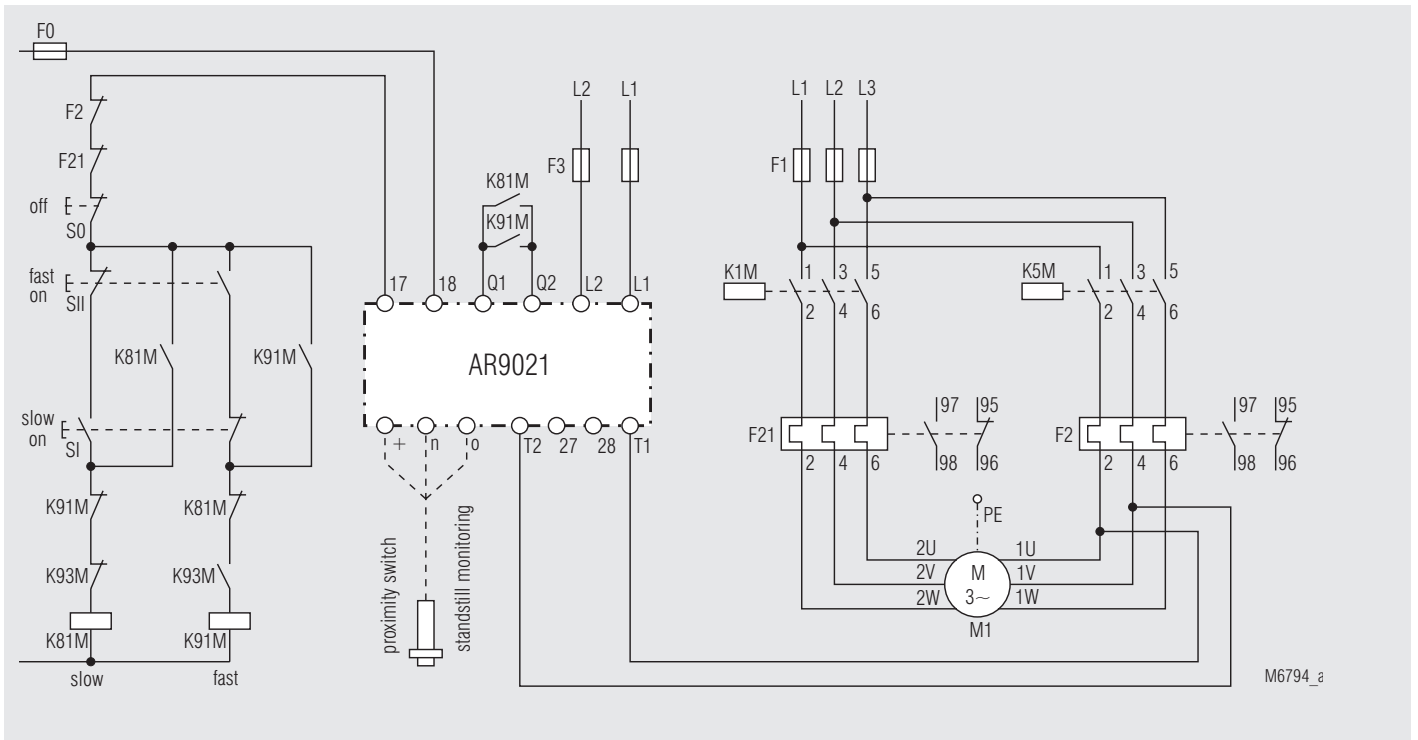 F0
F2
F21
off
S0
fast
on
SII
K81M
K91M
slow
on
SI
K91M
K81M
K93M
K93M
K81M
K91M
slow
fast
L2
L1
F3
K81M
K91M
17
18
Q1
Q2
L2
L1
AR9021
+
n
o
T2
27
28
T1
proximity switch
standstill monitoring
L1
L2
L3
F1
K1M
1
3
5
2
4
6
K5M
1
3
5
2
4
6
F21
97
95
98
96
2
4
6
F2
97
95
98
96
2
4
6
PE
2U
2V
2W
M
3~
1U
1V
1W
M1
M6794_a